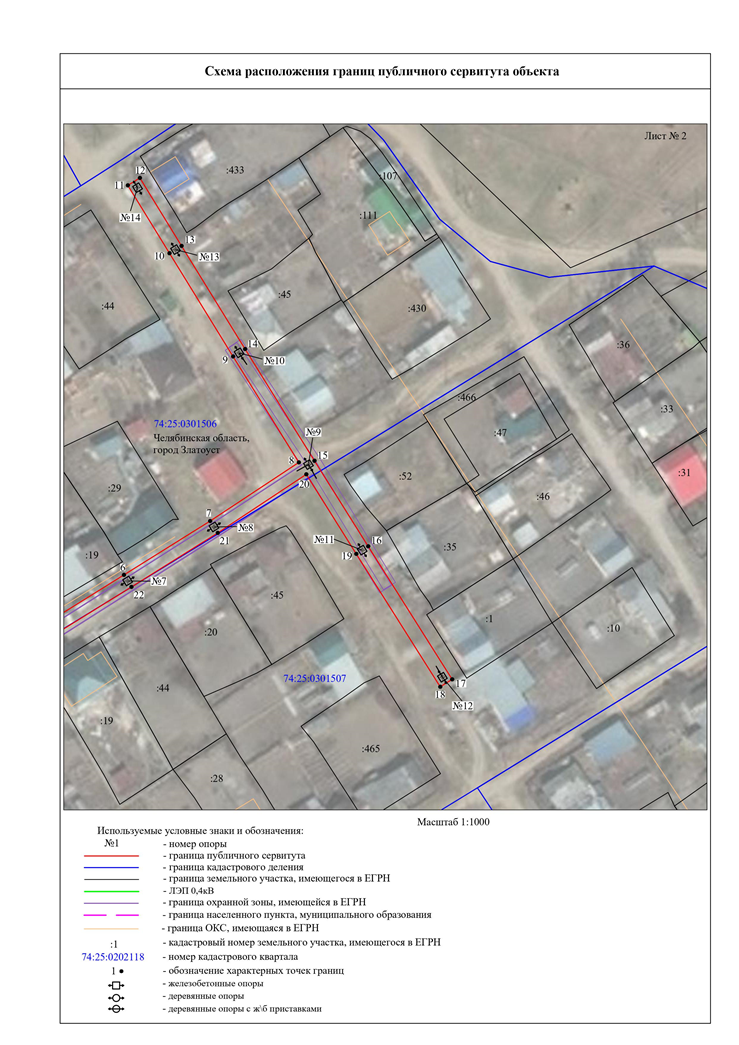 Схема расположения границ публичного сервитута объекта
Лист № 2
12
11
№14
:433
:107
:111
13
10
№13
:44
:45
:430
14
9
№10
:36
:33
:466
:47
74:25:0301506
Челябинская область,
город Златоуст
№9
8
15
20
:52
:31
:29
:46
7
№8
21
№11
16
19
:35
:19
6
№7
22
:45
:1
:10
:20
74:25:0301507
17
18
№12
:44
:19
:465
:28
Масштаб 1:1000
Используемые условные знаки и обозначения:
№1 - номер опоры
- граница публичного сервитута
- граница кадастрового деления
- граница земельного участка, имеющегося в ЕГРН
- ЛЭП 0,4кВ
- граница охранной зоны, имеющейся в ЕГРН
- граница населенного пункта, муниципального образования
- граница ОКС, имеющаяся в ЕГРН
:1 - кадастровый номер земельного участка, имеющегося в ЕГРН
74:25:0202118 - номер кадастрового квартала
1 - обозначение характерных точек границ
- железобетонные опоры
- деревянные опоры
- деревянные опоры с ж\б приставками